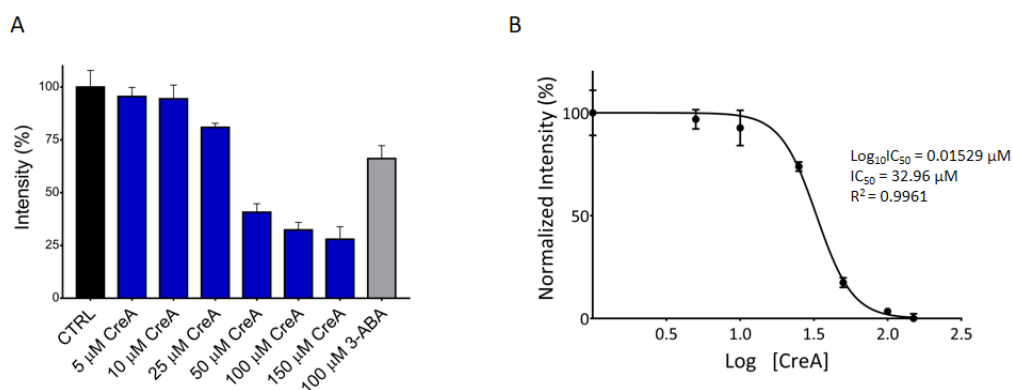 A
Intensity (%)
100
75
50
25
0
CTRL
5 μM CreA
10 μM CreA
25 μM CreA
50 μM CreA
100 μM CreA
150 μM CreA
100 μM 3-ABA
B
Normalized Intensity (%)
100
50
0
0.5
1.0
1.5
2.0
2.5
Log [CreA]
Log₁₀IC₅₀ = 0.01529 μM
IC₅₀ = 32.96 μM
R² = 0.9961